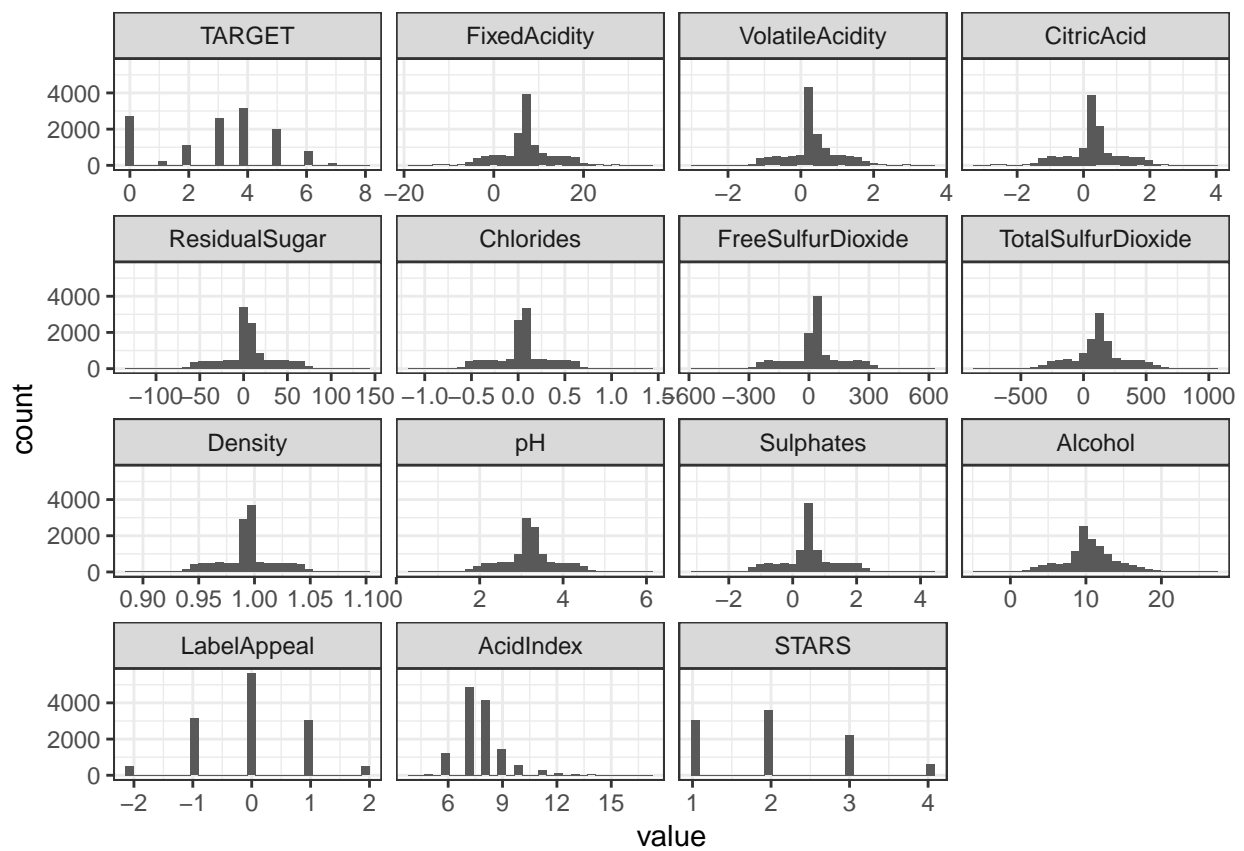 TARGET FixedAcidity VolatileAcidity CitricAcid
4000
2000
0
0 2 4 6 8 −20 0 20 −2 0 2 4 −2 0 2 4
ResidualSugar Chlorides FreeSulfurDioxide TotalSulfurDioxide
4000
2000
0
−100 −50 0 50 100 150 −1.0 −0.5 0.0 0.5 1.0 1.5 −600 −300 0 300 600 −500 0 500 1000
count
Density pH Sulphates Alcohol
4000
2000
0
0.90 0.95 1.00 1.05 1.10 0 2 4 6 −2 0 2 4 0 10 20
LabelAppeal AcidIndex STARS
4000
2000
0
−2 −1 0 1 2 6 9 12 15 1 2 3 4
value